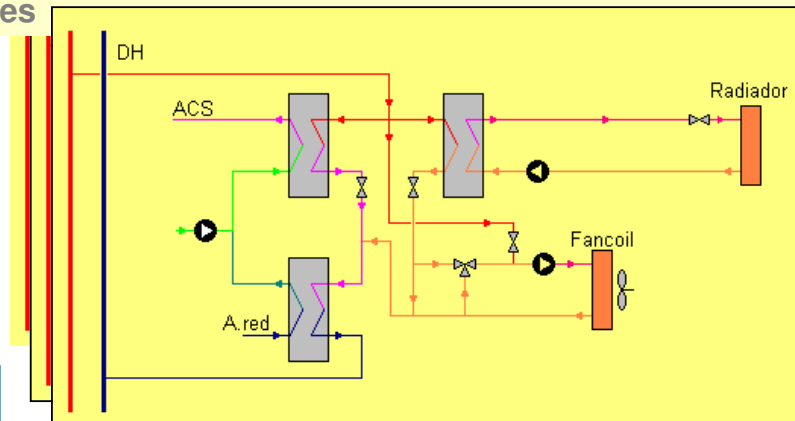 es
DH
ACS
Radiador
Fancoil
A.red